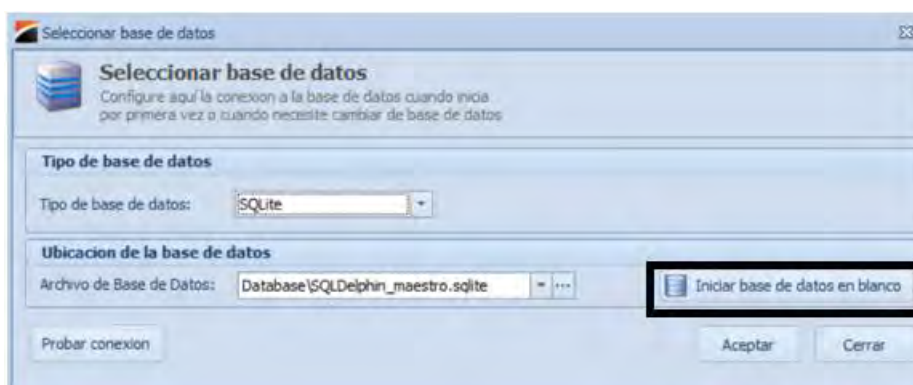 Seleccionar base de datos
Seleccionar base de datos
Configure aquí la conexion a la base de datos cuando inicia
por primera vez o cuando necesite cambiar de base de datos
Tipo de base de datos
Tipo de base de datos: SQLite
Ubicacion de la base de datos
Archivo de Base de Datos: Database\SQLDelphin_maestro.sqlite ... Iniciar base de datos en blanco
Probar conexion Aceptar Cerrar